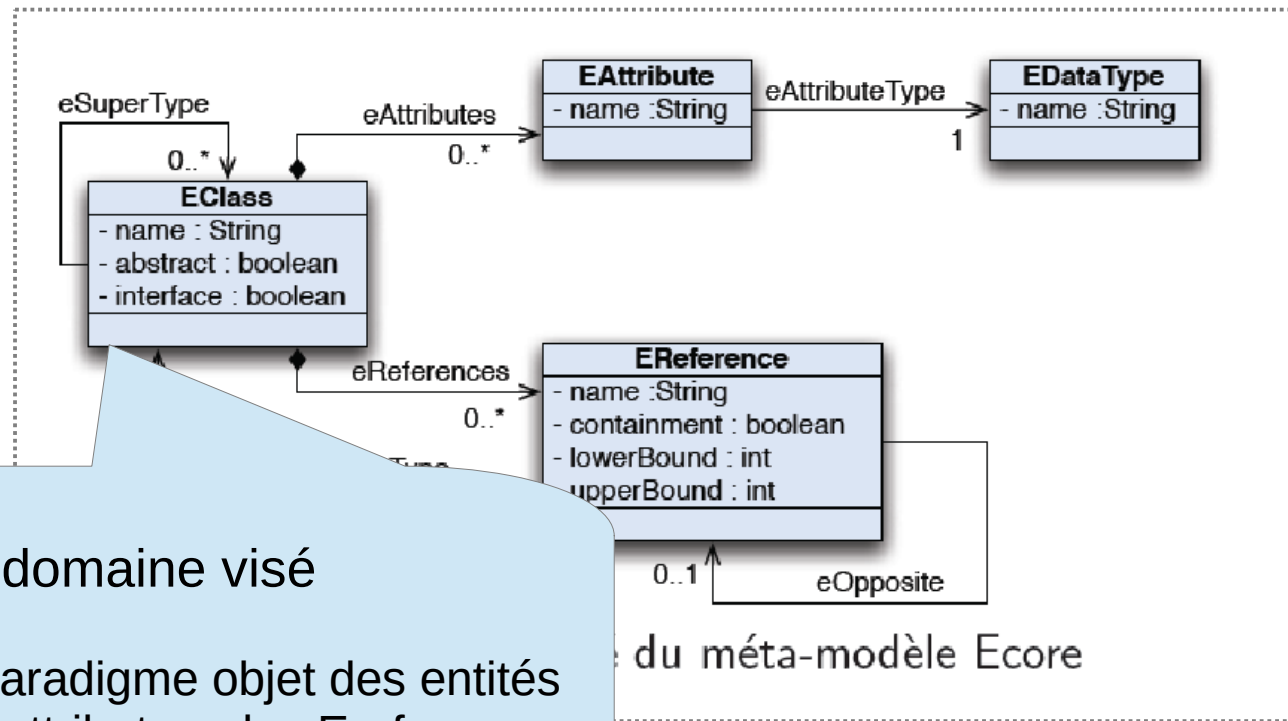 eSuperType
0..*
EClass
- name : String
- abstract : boolean
- interface : boolean
eAttributes
0..*
EAttribute
- name :String
eAttributeType
1
EDataType
- name :String
eReferences
0..*
EReference
- name :String
- containment : boolean
- lowerBound : int
upperBound : int
0..1
eOpposite
domaine visé
aradigme objet des entités
du méta-modèle Ecore